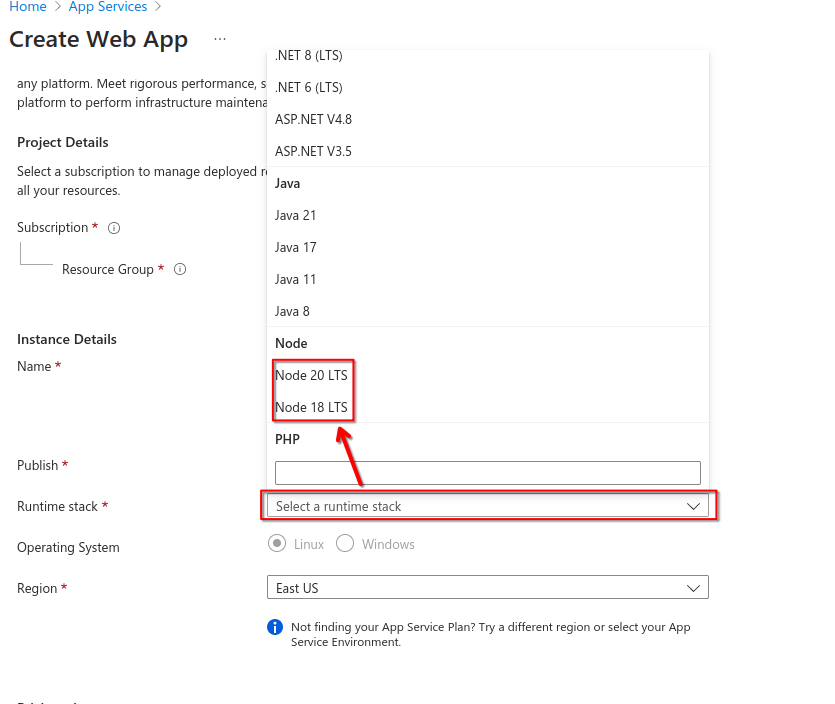 Home > App Services >
Create Web App ...
any platform. Meet rigorous performance, s
platform to perform infrastructure maintena
Project Details
Select a subscription to manage deployed re
all your resources.
Subscription *
Resource Group *
Instance Details
Name *
Publish *
Runtime stack *
Operating System
Region *
.NET 8 (LTS)
.NET 6 (LTS)
ASP.NET V4.8
ASP.NET V3.5
Java
Java 21
Java 17
Java 11
Java 8
Node
Node 20 LTS
Node 18 LTS
PHP
Select a runtime stack
Linux Windows
East US
Not finding your App Service Plan? Try a different region or select your App
Service Environment.